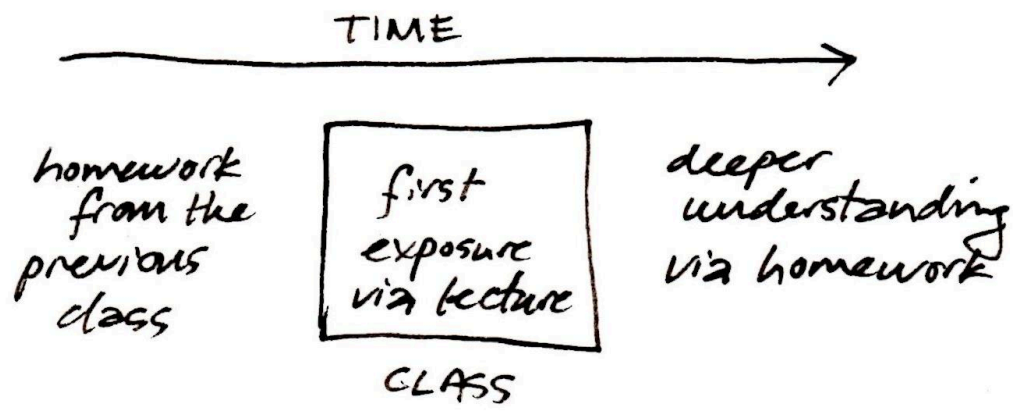 TIME
homework
from the
previous
class
first
exposure
via lecture
deeper
understanding
via homework
CLASS